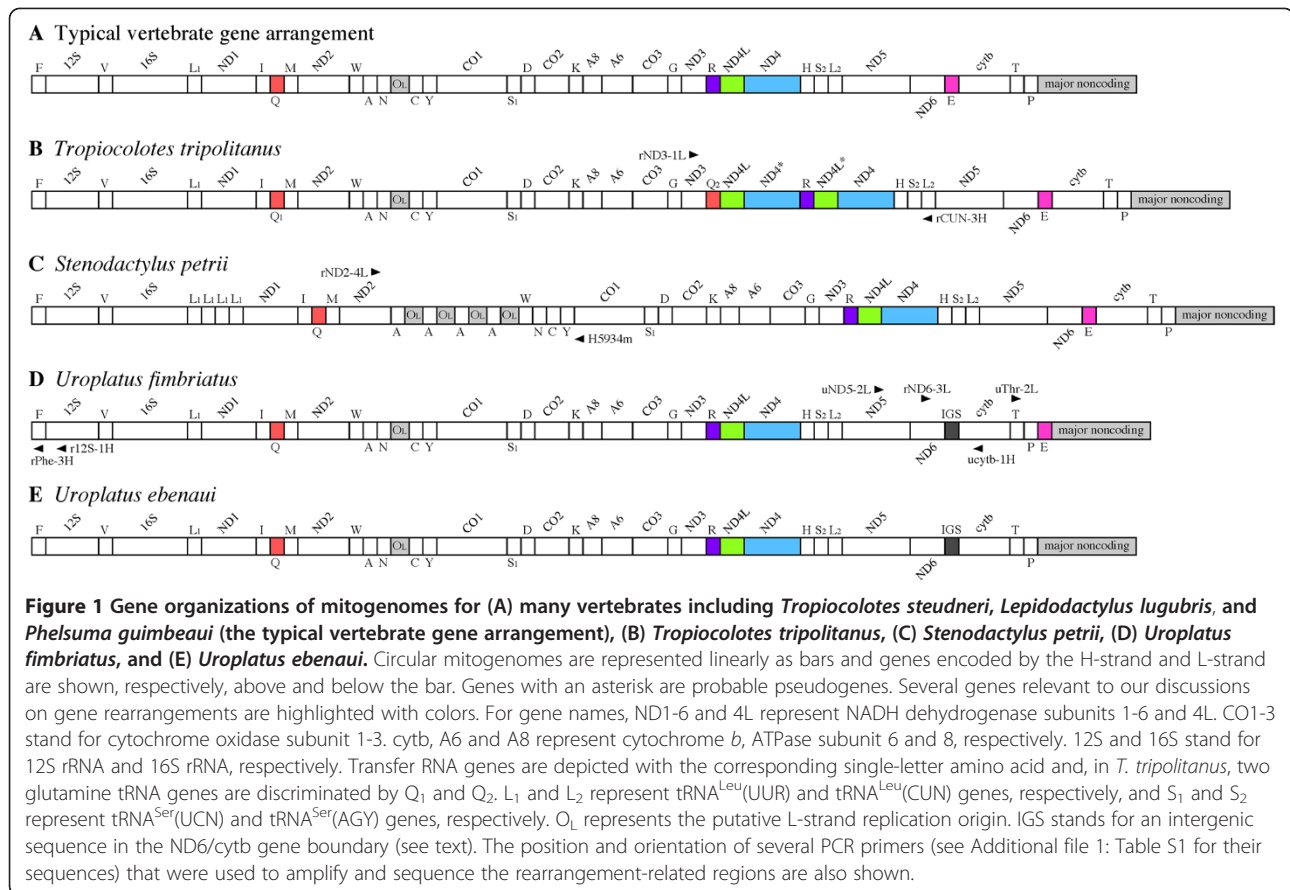 A Typical vertebrate gene arrangement
F 12S V 16S L1 ND1 I M ND2 W CO1 D CO2 K A8 A6 CO3 G ND3 R ND4L ND4 H S2 L2 ND5 cytb T
OL major noncoding
Q A N C Y S1 ND6 E P
B Tropiocolotes tripolitanus
rND3-1L ►
F 12S V 16S L1 ND1 I M ND2 W CO1 D CO2 K A8 A6 CO3 G ND3 Q2 ND4L ND4* R ND4L* ND4 H S2 L2 ND5 cytb T
OL major noncoding
Q1 A N C Y S1 ◄ rCUN-3H ND6 E P
C Stenodactylus petrii
rND2-4L ►
F 12S V 16S L1 L1 L1 L1 ND1 I M ND2 W CO1 D CO2 K A8 A6 CO3 G ND3 R ND4L ND4 H S2 L2 ND5 cytb T
OL OL OL OL major noncoding
Q A A A A N C Y S1 ND6 E P
◄ H5934m
D Uroplatus fimbriatus
uND5-2L ► rND6-3L ► uThr-2L ►
F 12S V 16S L1 ND1 I M ND2 W CO1 D CO2 K A8 A6 CO3 G ND3 R ND4L ND4 H S2 L2 ND5 IGS cytb T
OL major noncoding
◄ ◄ r12S-1H Q A N C Y S1 ND6 ◄ P E
rPhe-3H ucytb-1H
E Uroplatus ebenaui
F 12S V 16S L1 ND1 I M ND2 W CO1 D CO2 K A8 A6 CO3 G ND3 R ND4L ND4 H S2 L2 ND5 IGS cytb T
OL major noncoding
Q A N C Y S1 ND6 P
Figure 1 Gene organizations of mitogenomes for (A) many vertebrates including Tropiocolotes steudneri, Lepidodactylus lugubris, and
Phelsuma guimbeaui (the typical vertebrate gene arrangement), (B) Tropiocolotes tripolitanus, (C) Stenodactylus petrii, (D) Uroplatus
fimbriatus, and (E) Uroplatus ebenaui. Circular mitogenomes are represented linearly as bars and genes encoded by the H-strand and L-strand
are shown, respectively, above and below the bar. Genes with an asterisk are probable pseudogenes. Several genes relevant to our discussions
on gene rearrangements are highlighted with colors. For gene names, ND1-6 and 4L represent NADH dehydrogenase subunits 1-6 and 4L. CO1-3
stand for cytochrome oxidase subunit 1-3. cytb, A6 and A8 represent cytochrome b, ATPase subunit 6 and 8, respectively. 12S and 16S stand for
12S rRNA and 16S rRNA, respectively. Transfer RNA genes are depicted with the corresponding single-letter amino acid and, in T. tripolitanus, two
glutamine tRNA genes are discriminated by Q1 and Q2. L1 and L2 represent tRNALeu(UUR) and tRNALeu(CUN) genes, respectively, and S1 and S2
represent tRNASer(UCN) and tRNASer(AGY) genes, respectively. OL represents the putative L-strand replication origin. IGS stands for an intergenic
sequence in the ND6/cytb gene boundary (see text). The position and orientation of several PCR primers (see Additional file 1: Table S1 for their
sequences) that were used to amplify and sequence the rearrangement-related regions are also shown.